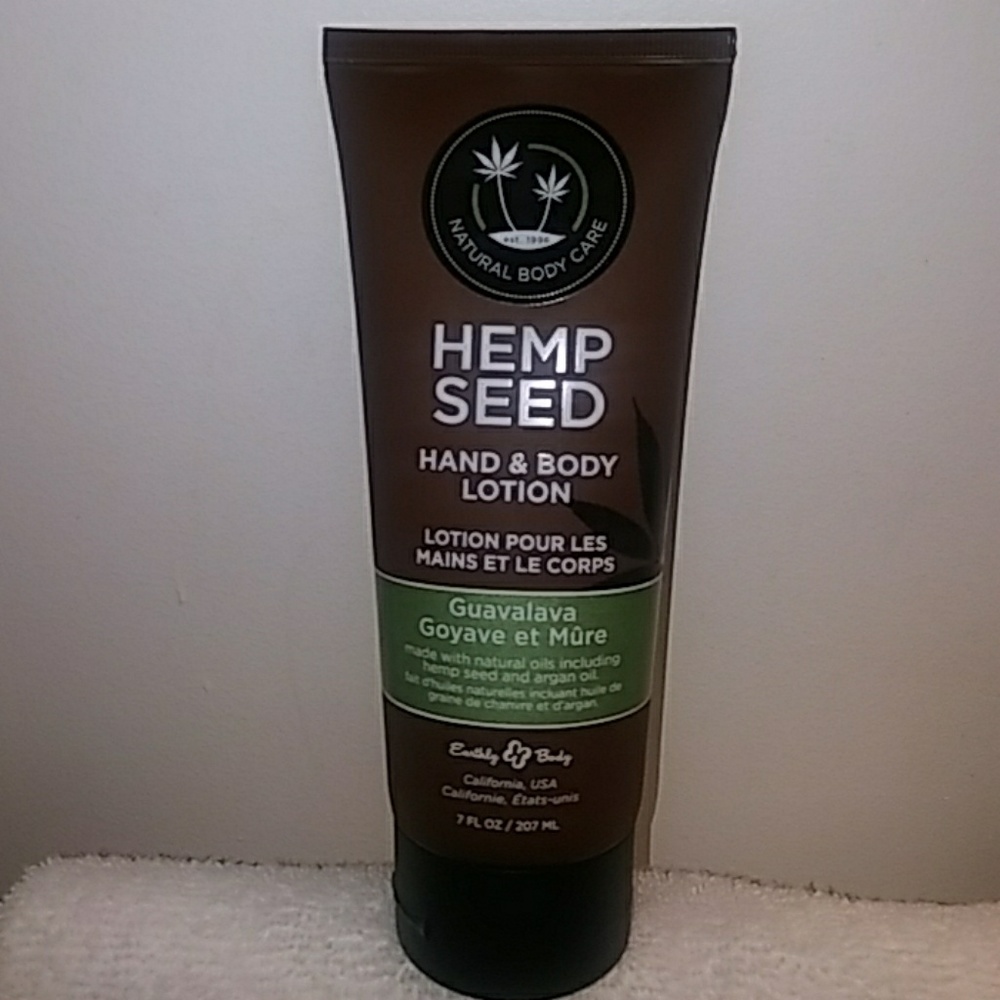 est. 1996
NATURAL BODY CARE
HEMP
SEED
HAND & BODY
LOTION
LOTION POUR LES
MAINS ET LE CORPS
Guavalava
Goyave et Mûre
made with natural oils including
hemp seed and argan oil.
fait d'huiles naturelles incluant huile de
graine de chanvre et d'argan.
Earthly Body
California, USA
Californie, États-unis
7 FL OZ / 207 ML